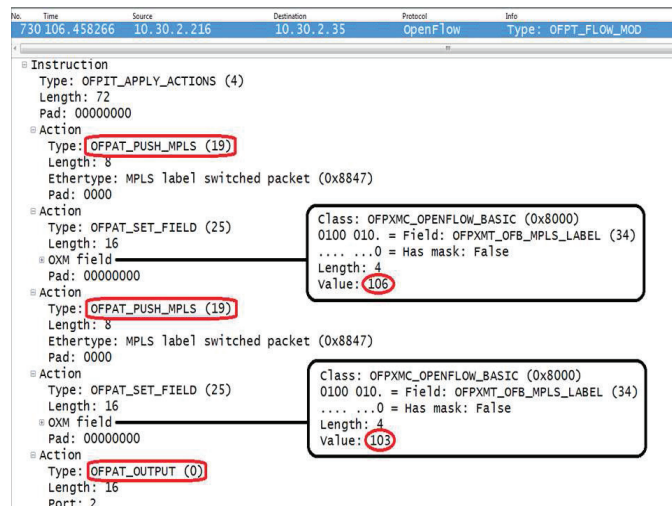 No. Time Source Destination Protocol Info
730 106.458266 10.30.2.216 10.30.2.35 OpenFlow Type: OFPT_FLOW_MOD
Instruction
Type: OFPIT_APPLY_ACTIONS (4)
Length: 72
Pad: 00000000
Action
Type: OFPAT_PUSH_MPLS (19)
Length: 8
Ethertype: MPLS label switched packet (0x8847)
Pad: 0000
Action
Type: OFPAT_SET_FIELD (25)
Length: 16
OXM field
Pad: 00000000
Class: OFPXMC_OPENFLOW_BASIC (0x8000)
0100 010. = Field: OFPXMT_OFB_MPLS_LABEL (34)
.... ...0 = Has mask: False
Length: 4
Value: 106
Action
Type: OFPAT_PUSH_MPLS (19)
Length: 8
Ethertype: MPLS label switched packet (0x8847)
Pad: 0000
Action
Type: OFPAT_SET_FIELD (25)
Length: 16
OXM field
Pad: 00000000
Class: OFPXMC_OPENFLOW_BASIC (0x8000)
0100 010. = Field: OFPXMT_OFB_MPLS_LABEL (34)
.... ...0 = Has mask: False
Length: 4
Value: 103
Action
Type: OFPAT_OUTPUT (0)
Length: 16
Port: 2